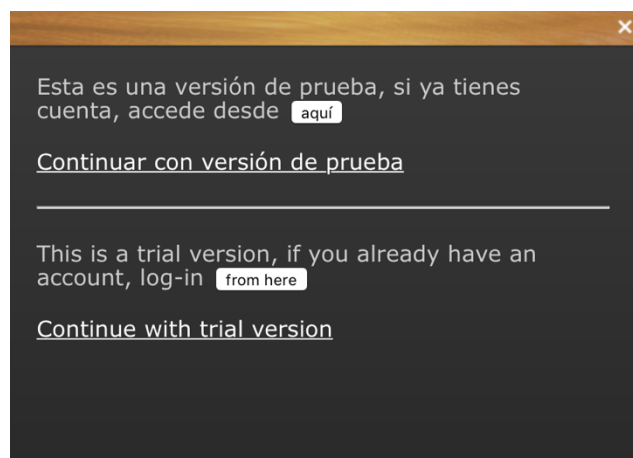 Esta es una versión de prueba, si ya tienes
cuenta, accede desde aquí
Continuar con versión de prueba
This is a trial version, if you already have an
account, log-in from here
Continue with trial version